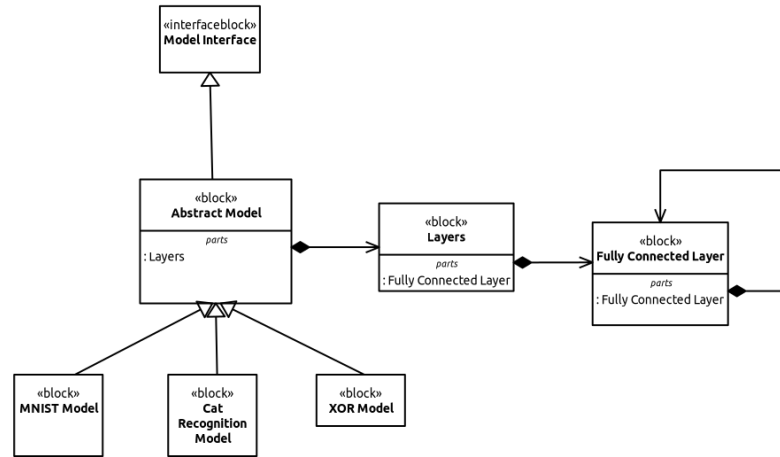 «interfaceblock»
Model Interface
«block»
Abstract Model
parts
: Layers
«block»
Layers
parts
: Fully Connected Layer
«block»
Fully Connected Layer
parts
: Fully Connected Layer
«block»
MNIST Model
«block»
Cat
Recognition
Model
«block»
XOR Model